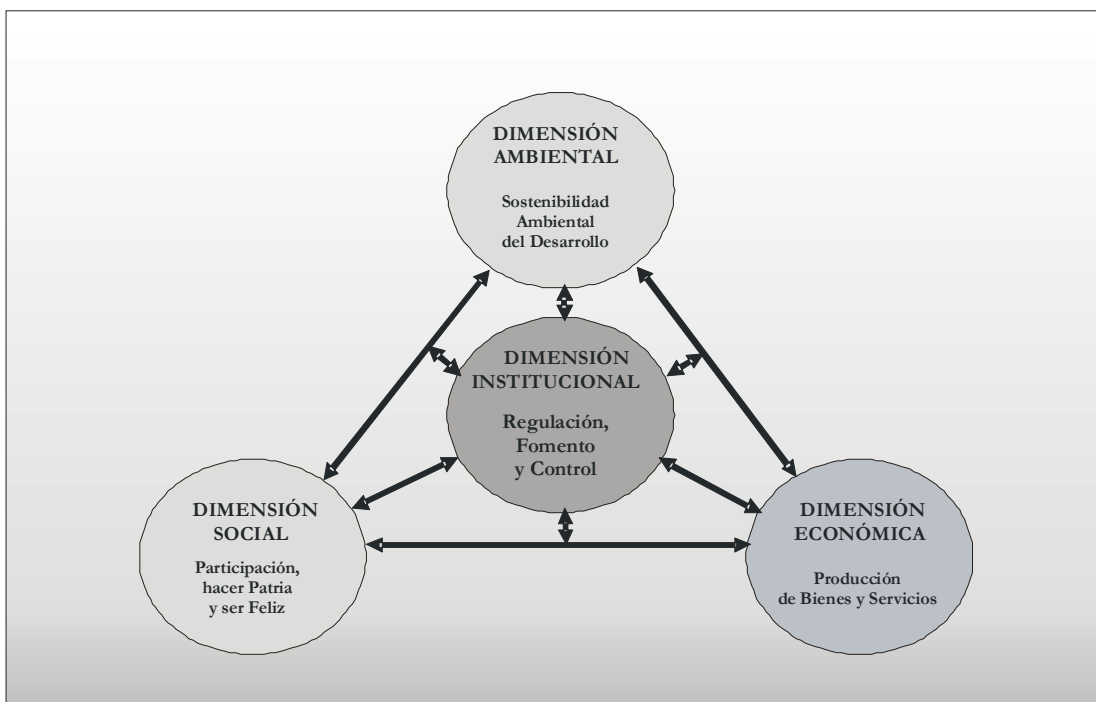 DIMENSIÓN
AMBIENTAL
Sostenibilidad
Ambiental
del Desarrollo
DIMENSIÓN
INSTITUCIONAL
Regulación,
Fomento
y Control
DIMENSIÓN
SOCIAL
Participación,
hacer Patria
y ser Feliz
DIMENSIÓN
ECONÓMICA
Producción
de Bienes y Servicios